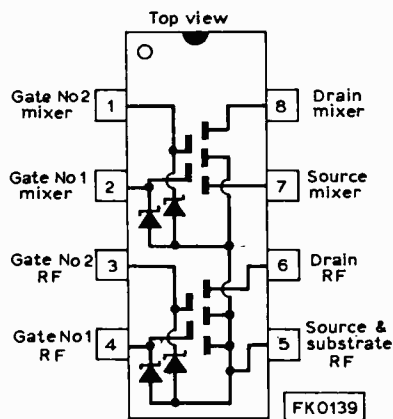 Top view
Gate No2
mixer
1
8
Drain
mixer
Gate No1
mixer
2
7
Source
mixer
Gate No2
RF
3
6
Drain
RF
Gate No1
RF
4
5
Source &
substrate
RF
FK0139